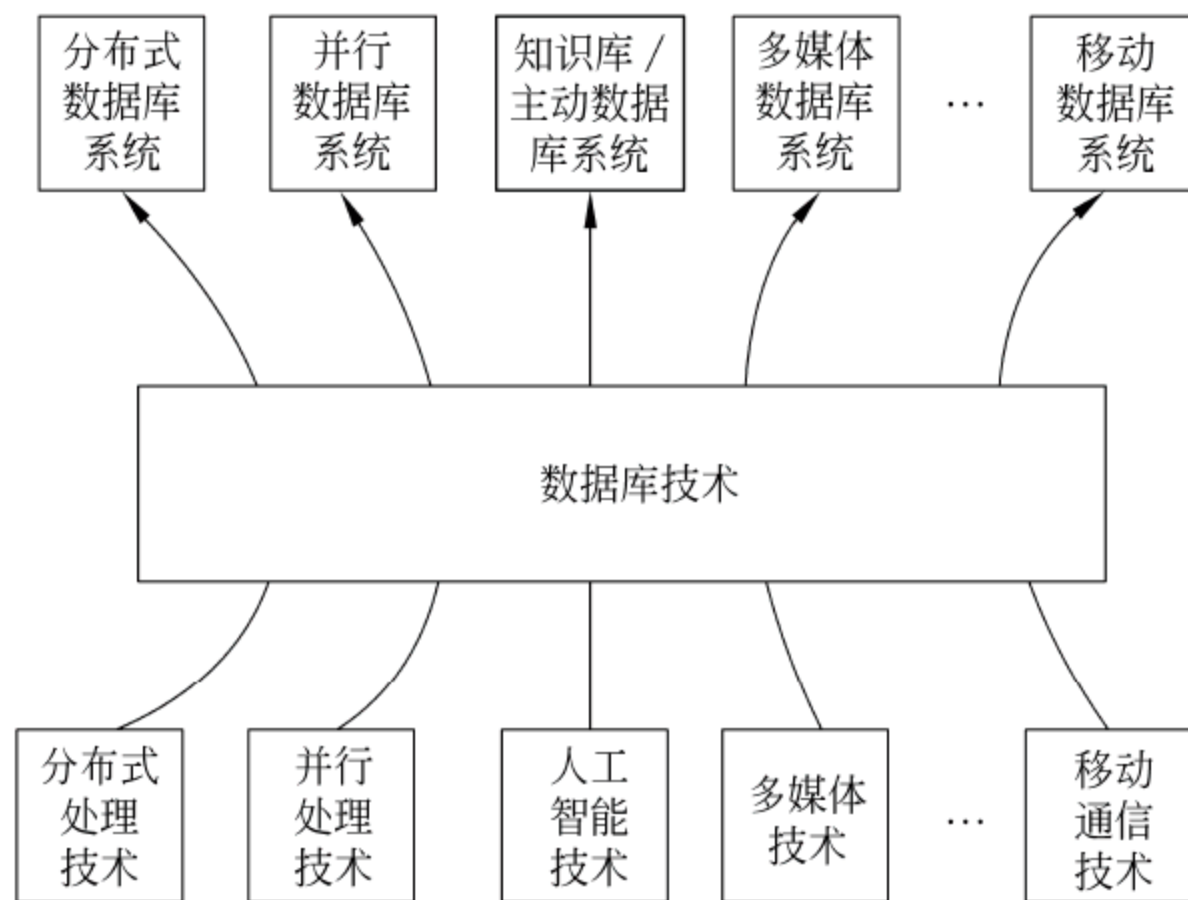 分布式
数据库
系统
并行
数据库
系统
知识库 /
主动数据
库系统
多媒体
数据库
系统
…
移动
数据库
系统
数据库技术
分布式
处理
技术
并行
处理
技术
人工
智能
技术
多媒体
技术
…
移动
通信
技术